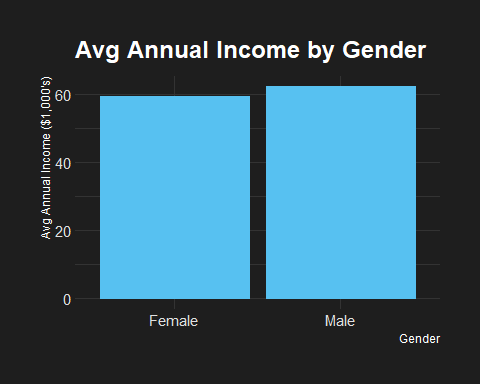 Avg Annual Income by Gender
Avg Annual Income ($1,000's)
60
40
20
0
Female
Male
Gender